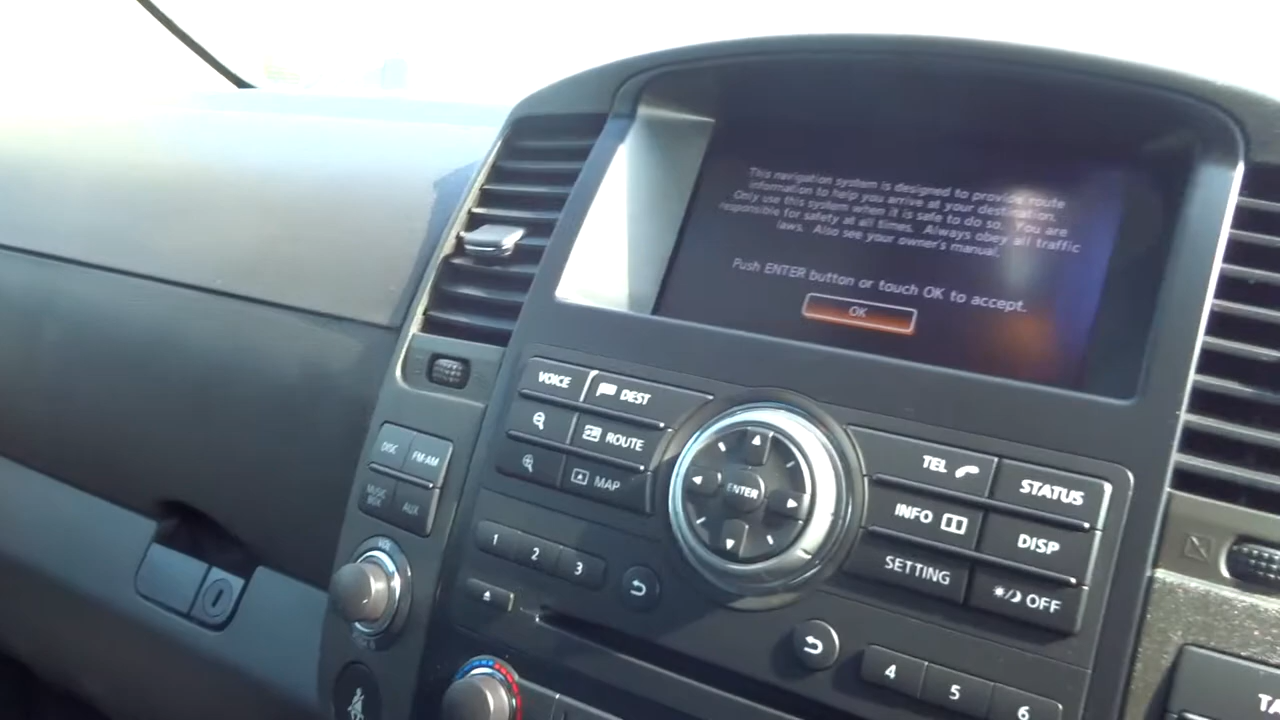 This navigation system is designed to provide route
information to help you arrive at your destination.
Only use this system when it is safe to do so. You are
responsible for safety at all times. Always obey all traffic
laws. Also see your owner's manual.
Push ENTER button or touch OK to accept.
OK
VOICE
DEST
ROUTE
MAP
ENTER
TEL
STATUS
INFO
DISP
SETTING
OFF
DISC
FM·AM
MUSIC
BOX
AUX
VOL
1
2
3
4
5
6